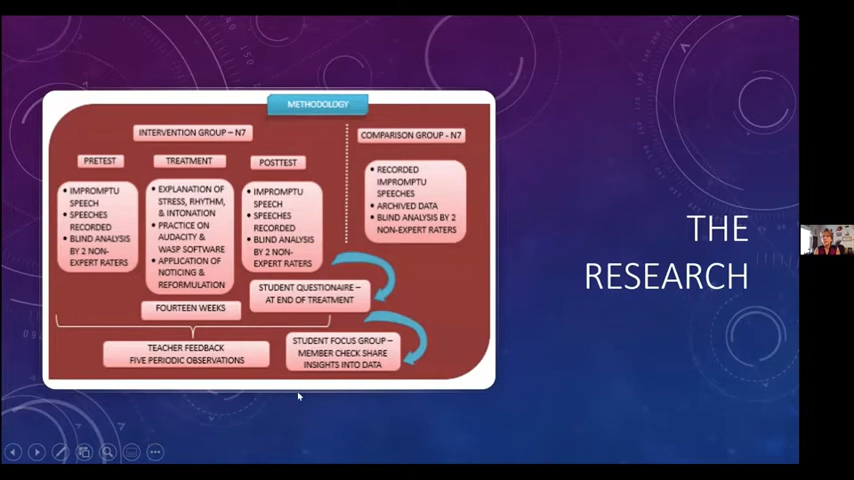 METHODOLOGY
INTERVENTION GROUP – N7
COMPARISON GROUP - N7
PRETEST
TREATMENT
POSTTEST
• IMPROMPTU
SPEECH
• SPEECHES
RECORDED
• BLIND ANALYSIS
BY 2 NON-
EXPERT RATERS
• EXPLANATION OF
STRESS, RHYTHM,
& INTONATION
• PRACTICE ON
AUDACITY &
WASP SOFTWARE
• APPLICATION OF
NOTICING &
REFORMULATION
• IMPROMPTU
SPEECH
• SPEECHES
RECORDED
• BLIND ANALYSIS
BY 2 NON-
EXPERT RATERS
• RECORDED
IMPROMPTU
SPEECHES
• ARCHIVED DATA
• BLIND ANALYSIS BY 2
NON-EXPERT RATERS
STUDENT QUESTIONAIRE –
AT END OF TREATMENT
FOURTEEN WEEKS
TEACHER FEEDBACK
FIVE PERIODIC OBSERVATIONS
STUDENT FOCUS GROUP –
MEMBER CHECK SHARE
INSIGHTS INTO DATA
THE
RESEARCH